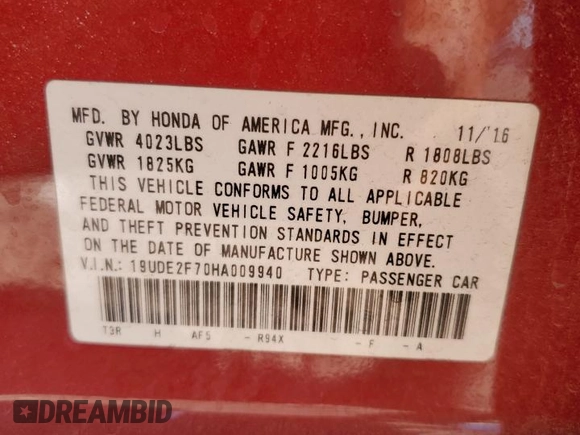 MFD. BY HONDA OF AMERICA MFG., INC. 11/'16
GVWR 4023LBS GAWR F 2216LBS R 1808LBS
GVWR 1825KG GAWR F 1005KG R 820KG
THIS VEHICLE CONFORMS TO ALL APPLICABLE
FEDERAL MOTOR VEHICLE SAFETY, BUMPER,
AND THEFT PREVENTION STANDARDS IN EFFECT
ON THE DATE OF MANUFACTURE SHOWN ABOVE.
V.I.N.: 19UDE2F70HA009940 TYPE: PASSENGER CAR
T3R H AF5 - R94X - F - A
DREAMBID